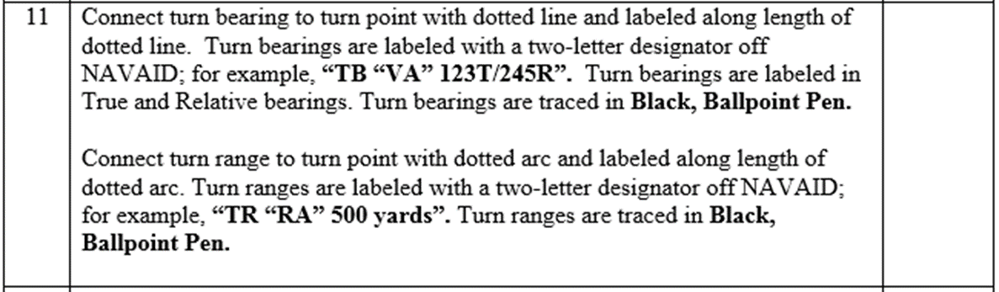 11 Connect turn bearing to turn point with dotted line and labeled along length of
dotted line.  Turn bearings are labeled with a two-letter designator off
NAVAID; for example, “TB “VA” 123T/245R”.  Turn bearings are labeled in
True and Relative bearings. Turn bearings are traced in Black, Ballpoint Pen.
Connect turn range to turn point with dotted arc and labeled along length of
dotted arc. Turn ranges are labeled with a two-letter designator off NAVAID;
for example, “TR “RA” 500 yards”. Turn ranges are traced in Black,
Ballpoint Pen.